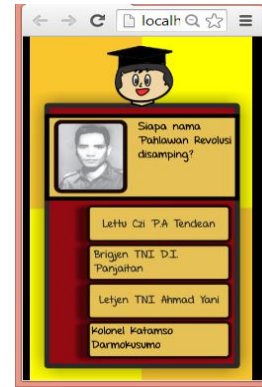 localh
Siapa nama
Pahlawan Revolusi
disamping?
Lettu Czi P.A Tendean
Brigjen TNI D.I.
Panjaitan
Letjen TNI Ahmad Yani
Kolonel Katamso
Darmokusumo